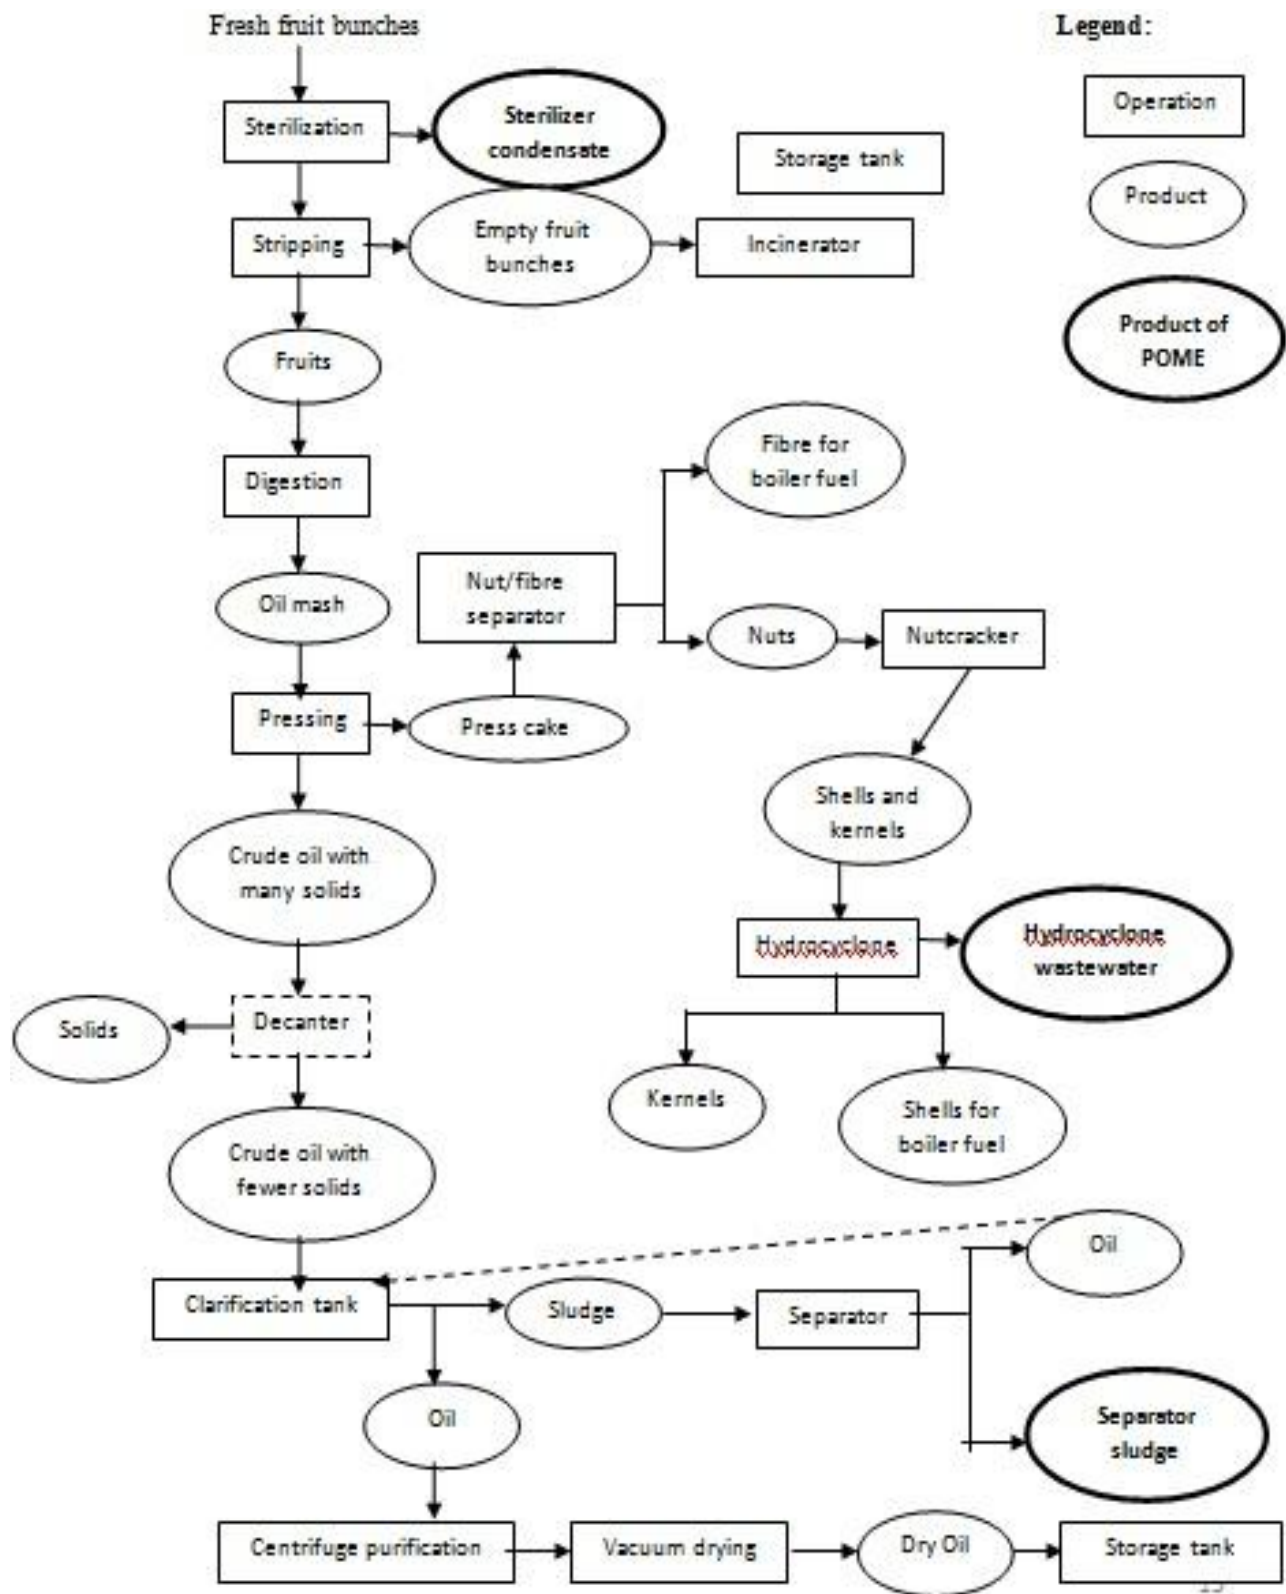 Fresh fruit bunches
Legend:
Operation
Sterilization
Sterilizer
condensate
Storage tank
Product
Stripping
Empty fruit
bunches
Incinerator
Product of
POME
Fruits
Fibre for
boiler fuel
Digestion
Nut/fibre
separator
Oil mash
Nuts
Nutcracker
Pressing
Press cake
Shells and
kernels
Crude oil with
many solids
Hydrocyclone
Hydrocyclone
wastewater
Solids
Decanter
Kernels
Shells for
boiler fuel
Crude oil with
fewer solids
Oil
Clarification tank
Sludge
Separator
Oil
Separator
sludge
Centrifuge purification
Vacuum drying
Dry Oil
Storage tank